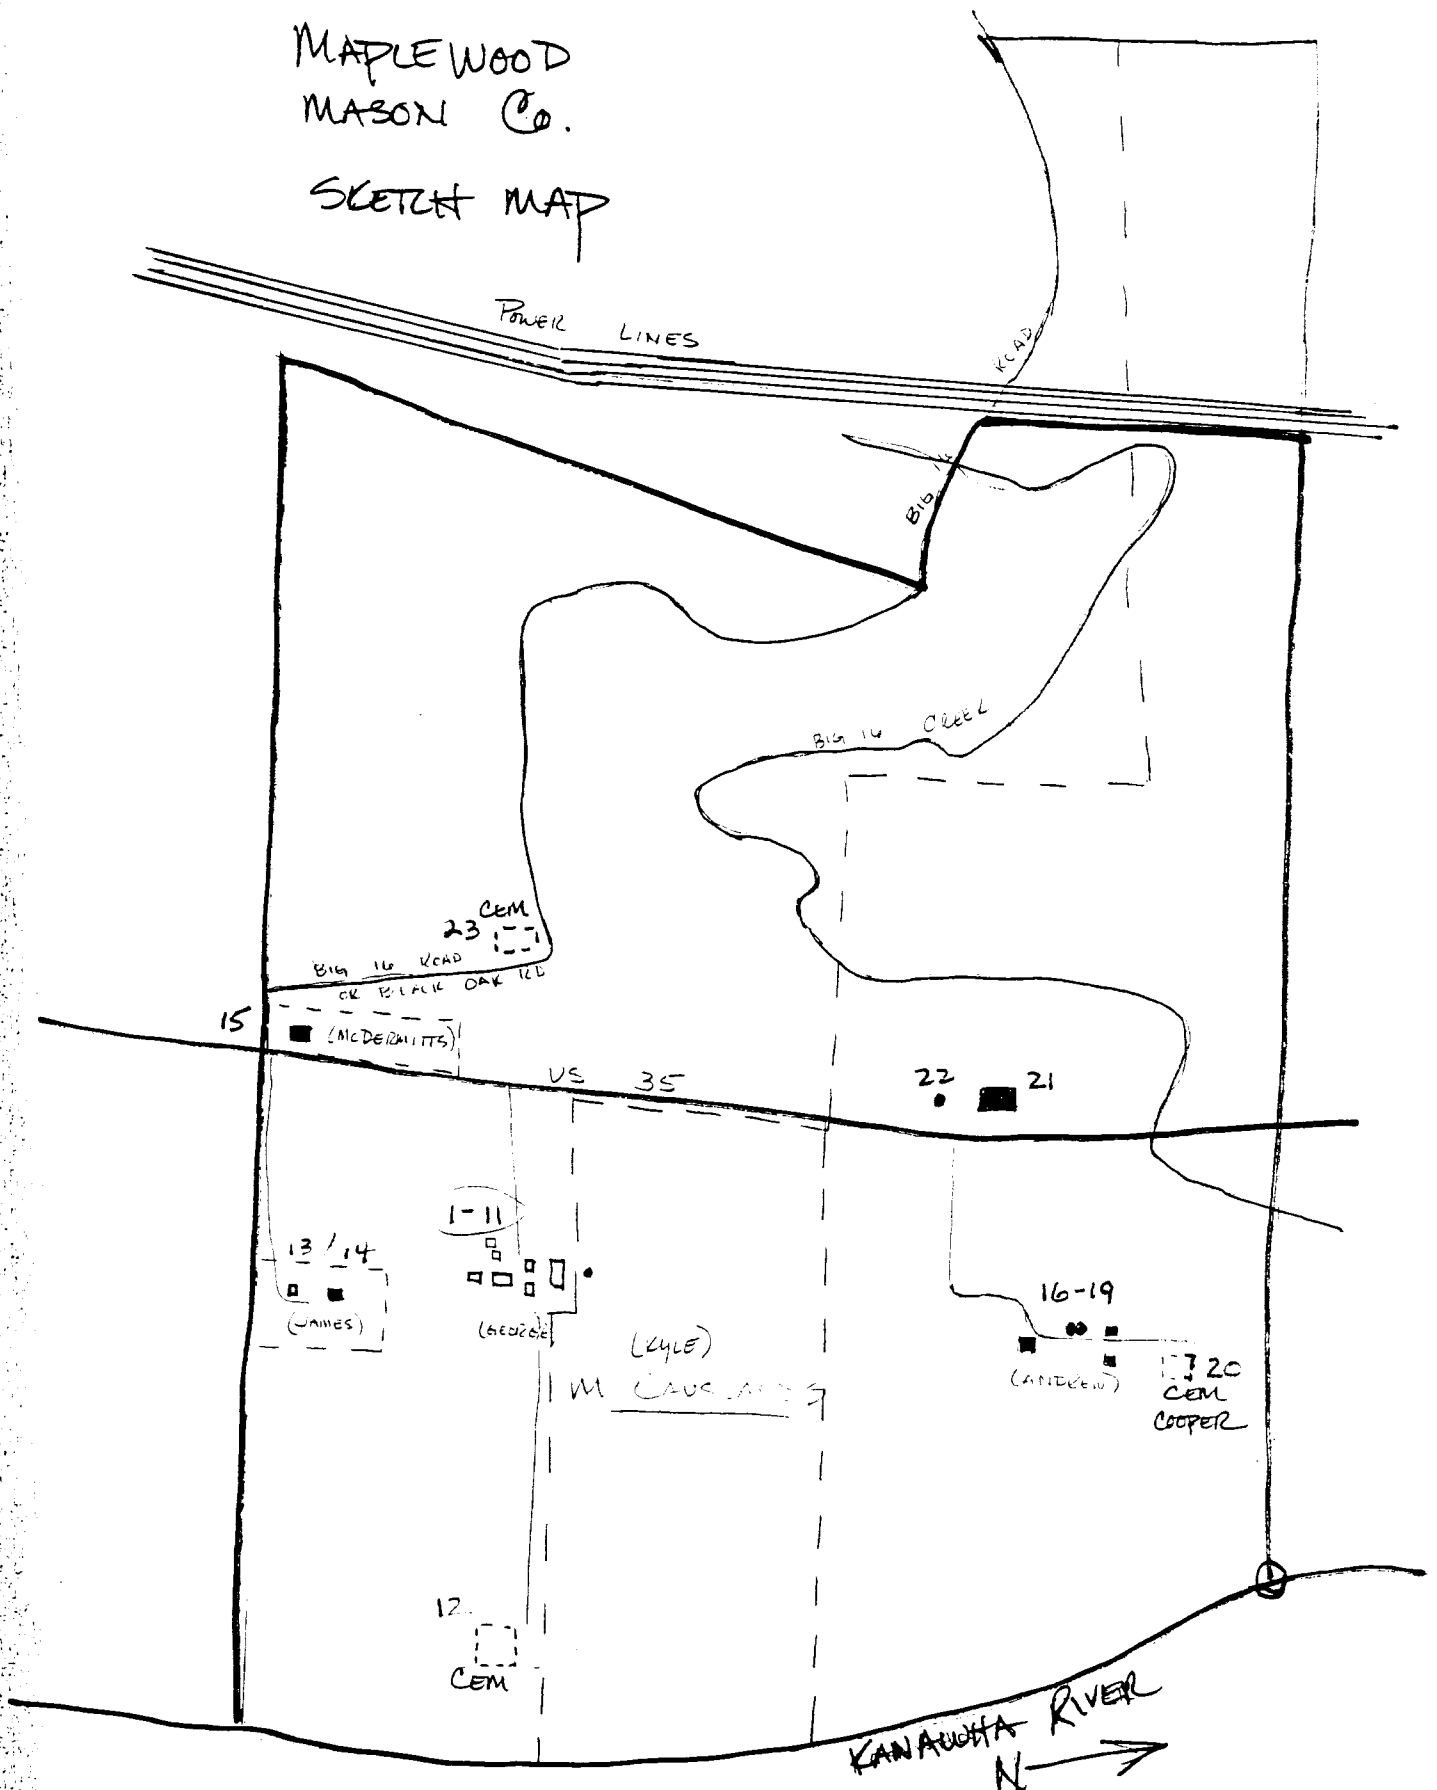 MAPLEWOOD
MASON Co.
SKETCH MAP
POWER LINES
ROAD
BIG 16
BIG 16 CREEK
CEM
23
BIG 16 ROAD
OR BLACK OAK RD
15
(MCDERMITTS)
US 35
22
21
1-11
13/14
(JAMES)
(GEORGE)
(KYLE)
16-19
(ANDREW)
20
CEM
COOPER
12
CEM
KANAWHA RIVER
N